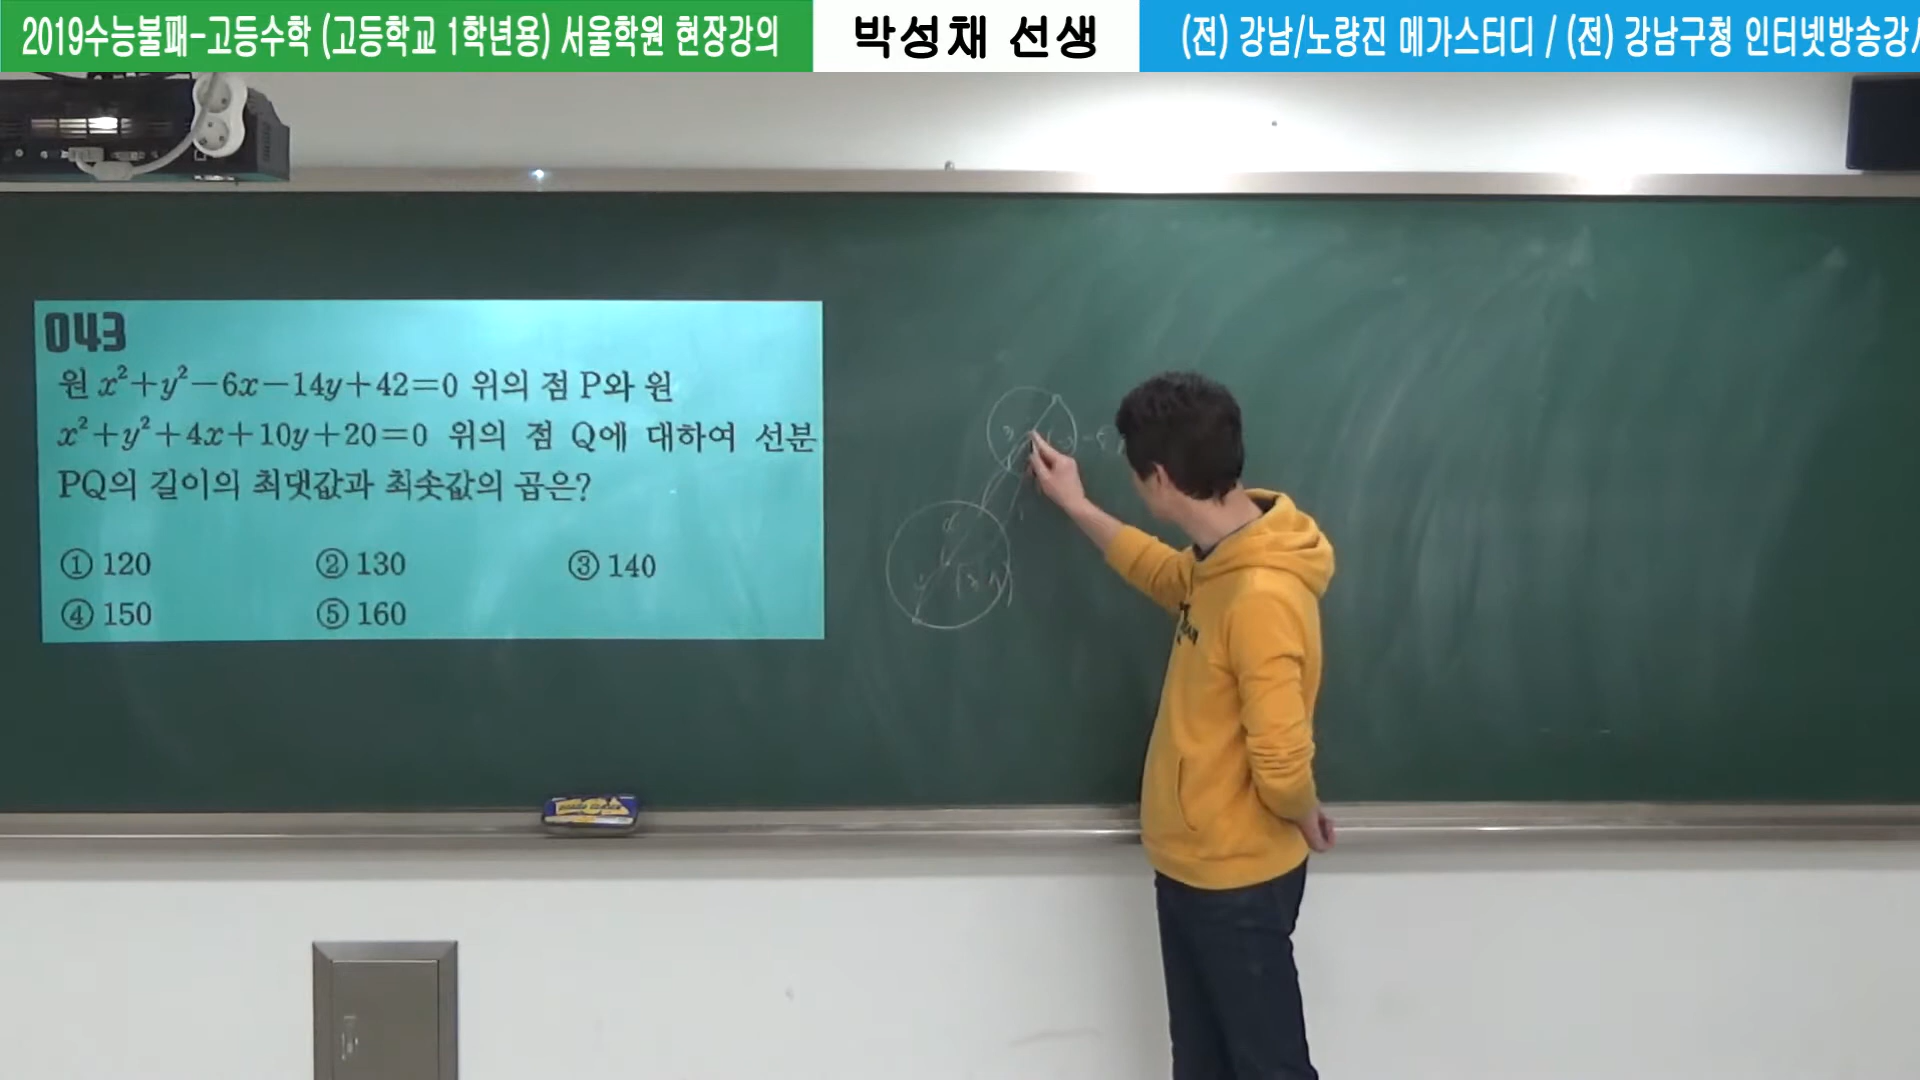 2019수능불패-고등수학 (고등학교 1학년용) 서울학원 현장강의
박성채 선생
(전) 강남/노량진 메가스터디 / (전) 강남구청 인터넷방송강사
043
원 x²+y²-6x-14y+42=0 위의 점 P와 원
x²+y²+4x+10y+20=0 위의 점 Q에 대하여 선분
PQ의 길이의 최댓값과 최솟값의 곱은?
① 120 ② 130 ③ 140
④ 150 ⑤ 160